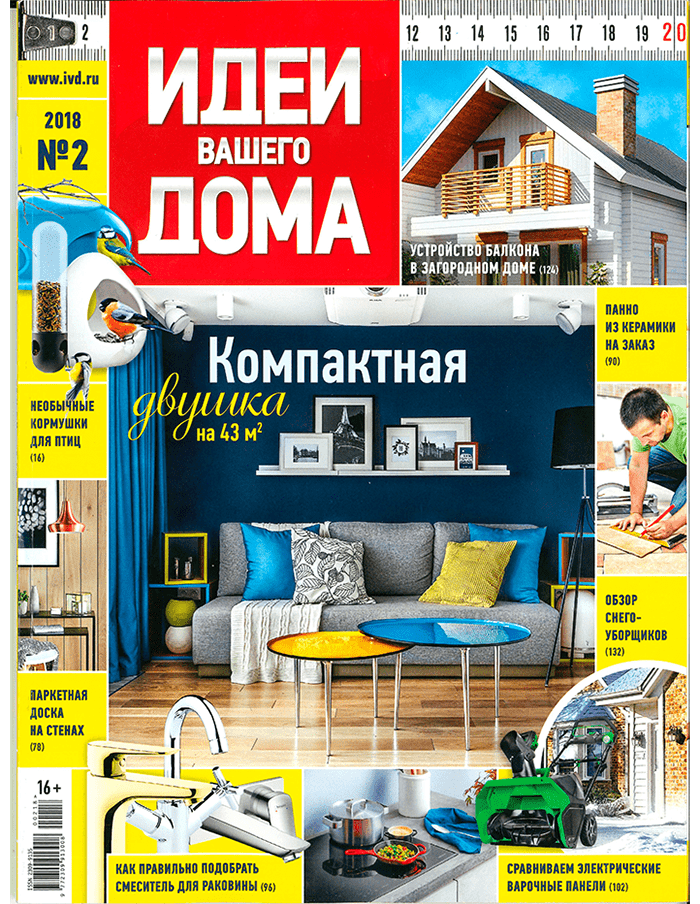 2
12 13 14 15 16 17 18 19 20
www.ivd.ru
2018
№2
ИДЕИ
ВАШЕГО
ДОМА
УСТРОЙСТВО БАЛКОНА
В ЗАГОРОДНОМ ДОМЕ (124)
ПАННО
ИЗ КЕРАМИКИ
НА ЗАКАЗ
(90)
Компактная
двушка
на 43 м²
НЕОБЫЧНЫЕ
КОРМУШКИ
ДЛЯ ПТИЦ
(16)
ОБЗОР
СНЕГО-
УБОРЩИКОВ
(132)
ПАРКЕТНАЯ
ДОСКА
НА СТЕНАХ
(78)
16+
КАК ПРАВИЛЬНО ПОДОБРАТЬ
СМЕСИТЕЛЬ ДЛЯ РАКОВИНЫ (96)
СРАВНИВАЕМ ЭЛЕКТРИЧЕСКИЕ
ВАРОЧНЫЕ ПАНЕЛИ (102)